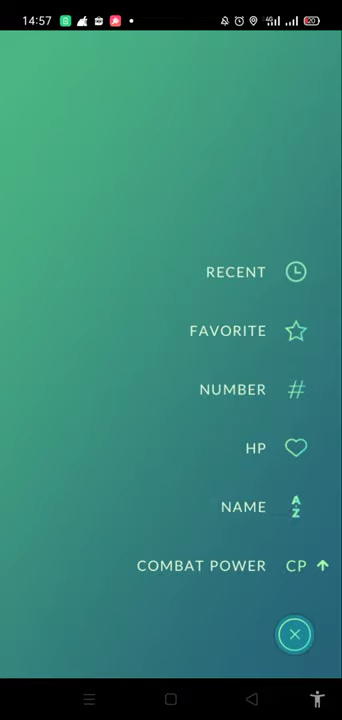 14:57
RECENT
FAVORITE
NUMBER #
HP
NAME A Z
COMBAT POWER CP